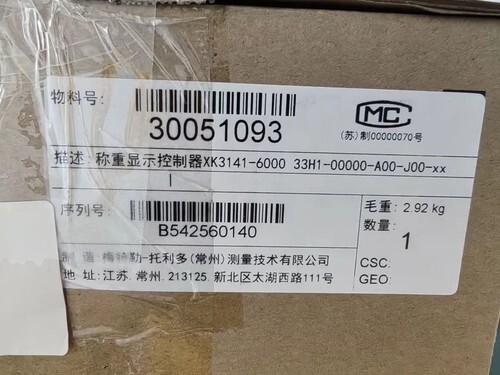 物料号:
30051093
MC
(苏)制00000070号
描述: 称重显示控制器XK3141-6000 33H1-00000-A00-J00-xx
序列号:
B542560140
毛重: 2.92 kg
数量:
1
制 造:梅特勒-托利多(常州)测量技术有限公司
地 址:江苏.常州.213125.新北区太湖西路111号
CSC:
GEO: